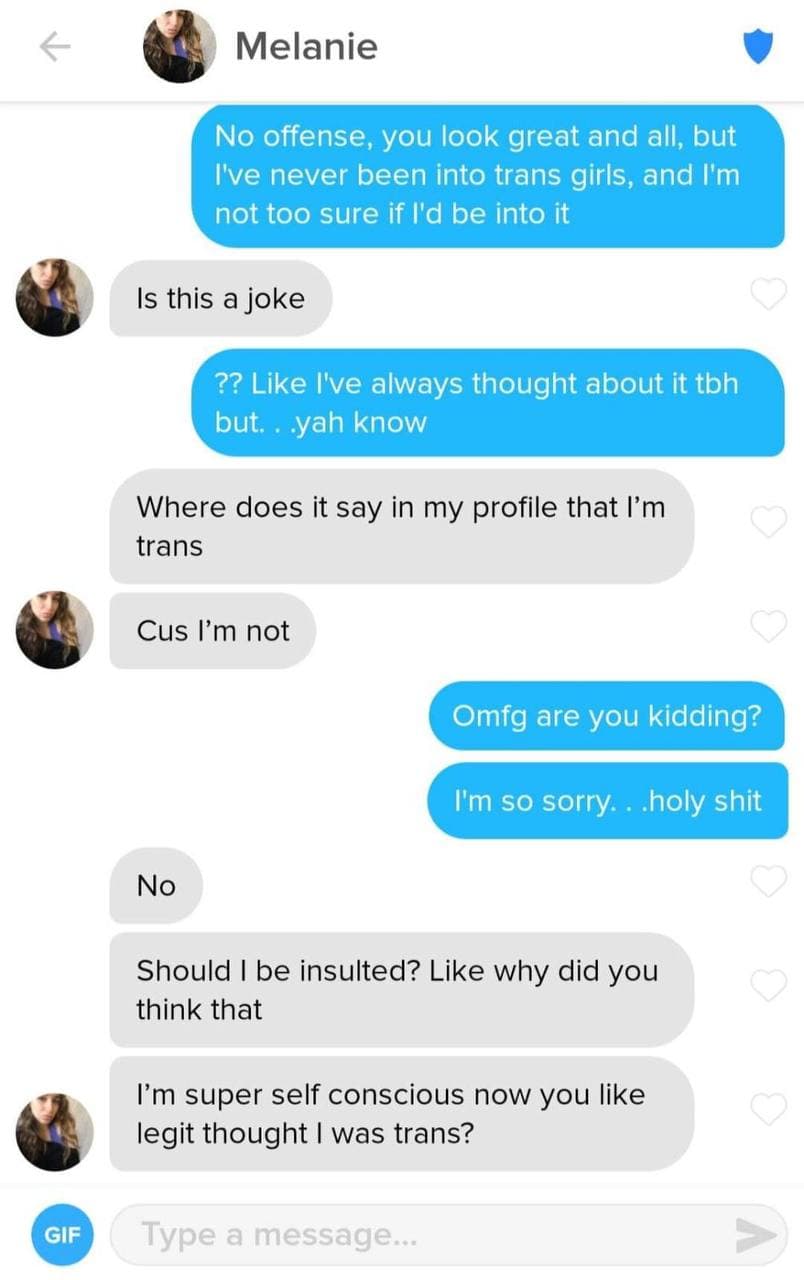 Melanie
No offense, you look great and all, but
I've never been into trans girls, and I'm
not too sure if I'd be into it
Is this a joke
?? Like I've always thought about it tbh
but. . .yah know
Where does it say in my profile that I’m
trans
Cus I’m not
Omfg are you kidding?
I'm so sorry. . .holy shit
No
Should I be insulted? Like why did you
think that
I’m super self conscious now you like
legit thought I was trans?
GIF
Type a message...